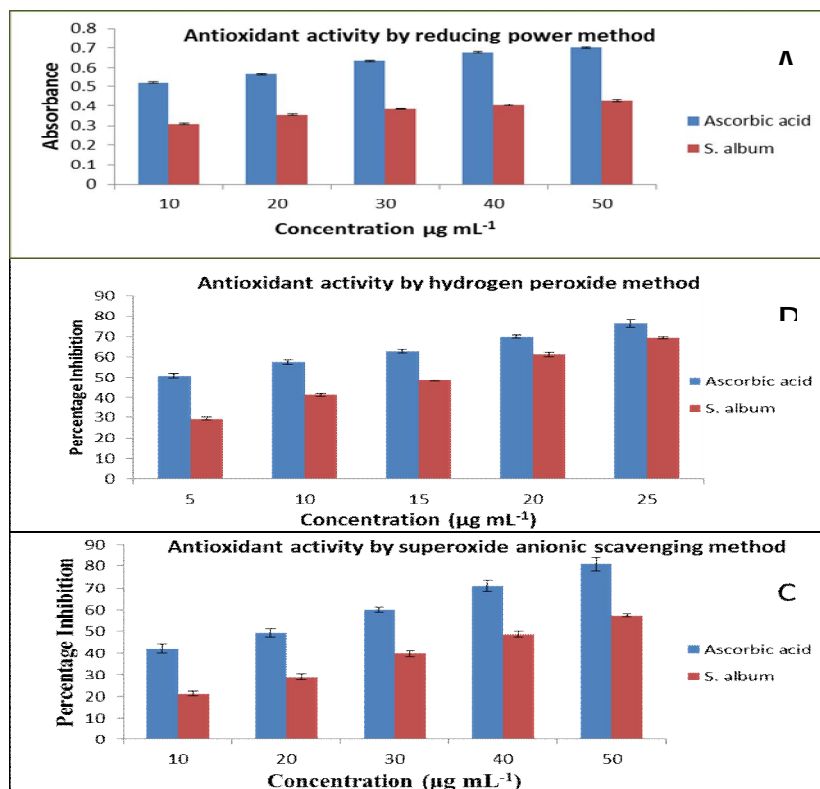 Antioxidant activity by reducing power method
A
0.8
0.7
0.6
0.5
0.4
0.3
0.2
0.1
0
Absorbance
Ascorbic acid
S. album
10 20 30 40 50
Concentration µg mL-1
Antioxidant activity by hydrogen peroxide method
90
80
70
60
50
40
30
20
10
0
Percentage Inhibition
Ascorbic acid
S. album
5 10 15 20 25
Concentration (µg mL-1)
Antioxidant activity by superoxide anionic scavenging method
C
90
80
70
60
50
40
30
20
10
0
Percentage Inhibition
Ascorbic acid
S. album
10 20 30 40 50
Concentration (µg mL-1)